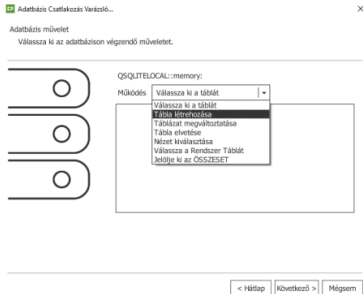 Adatbázis Csatlakozás Varázsló...
Adatbázis művelet
Válassza ki az adatbázison végzendő műveletet.
QSQLITELOCAL::memory:
Működés Válassza ki a táblát
Válassza ki a táblát
Tábla létrehozása
Táblázat megváltoztatása
Tábla elvetése
Nézet kiválasztása
Válassza a Rendszer Táblát
Jelölje ki az ÖSSZESET
< Hátlap Következő > Mégsem